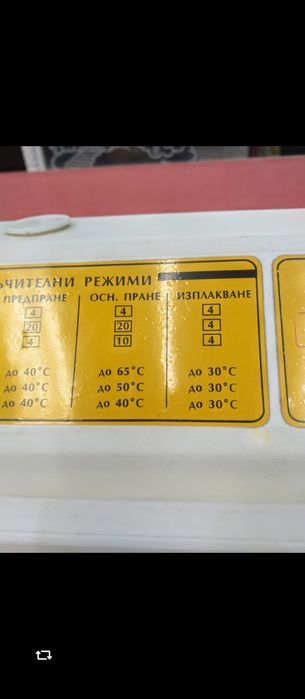 ЪЧИТЕЛНИ РЕЖИМИ
ПРЕДПРАНЕ ОСН. ПРАНЕ ИЗПЛАКВАНЕ
4 4 4
20 20 4
4 10 4
до 40°C до 65°C до 30°C
до 40°C до 50°C до 30°C
до 40°C до 40°C до 30°C